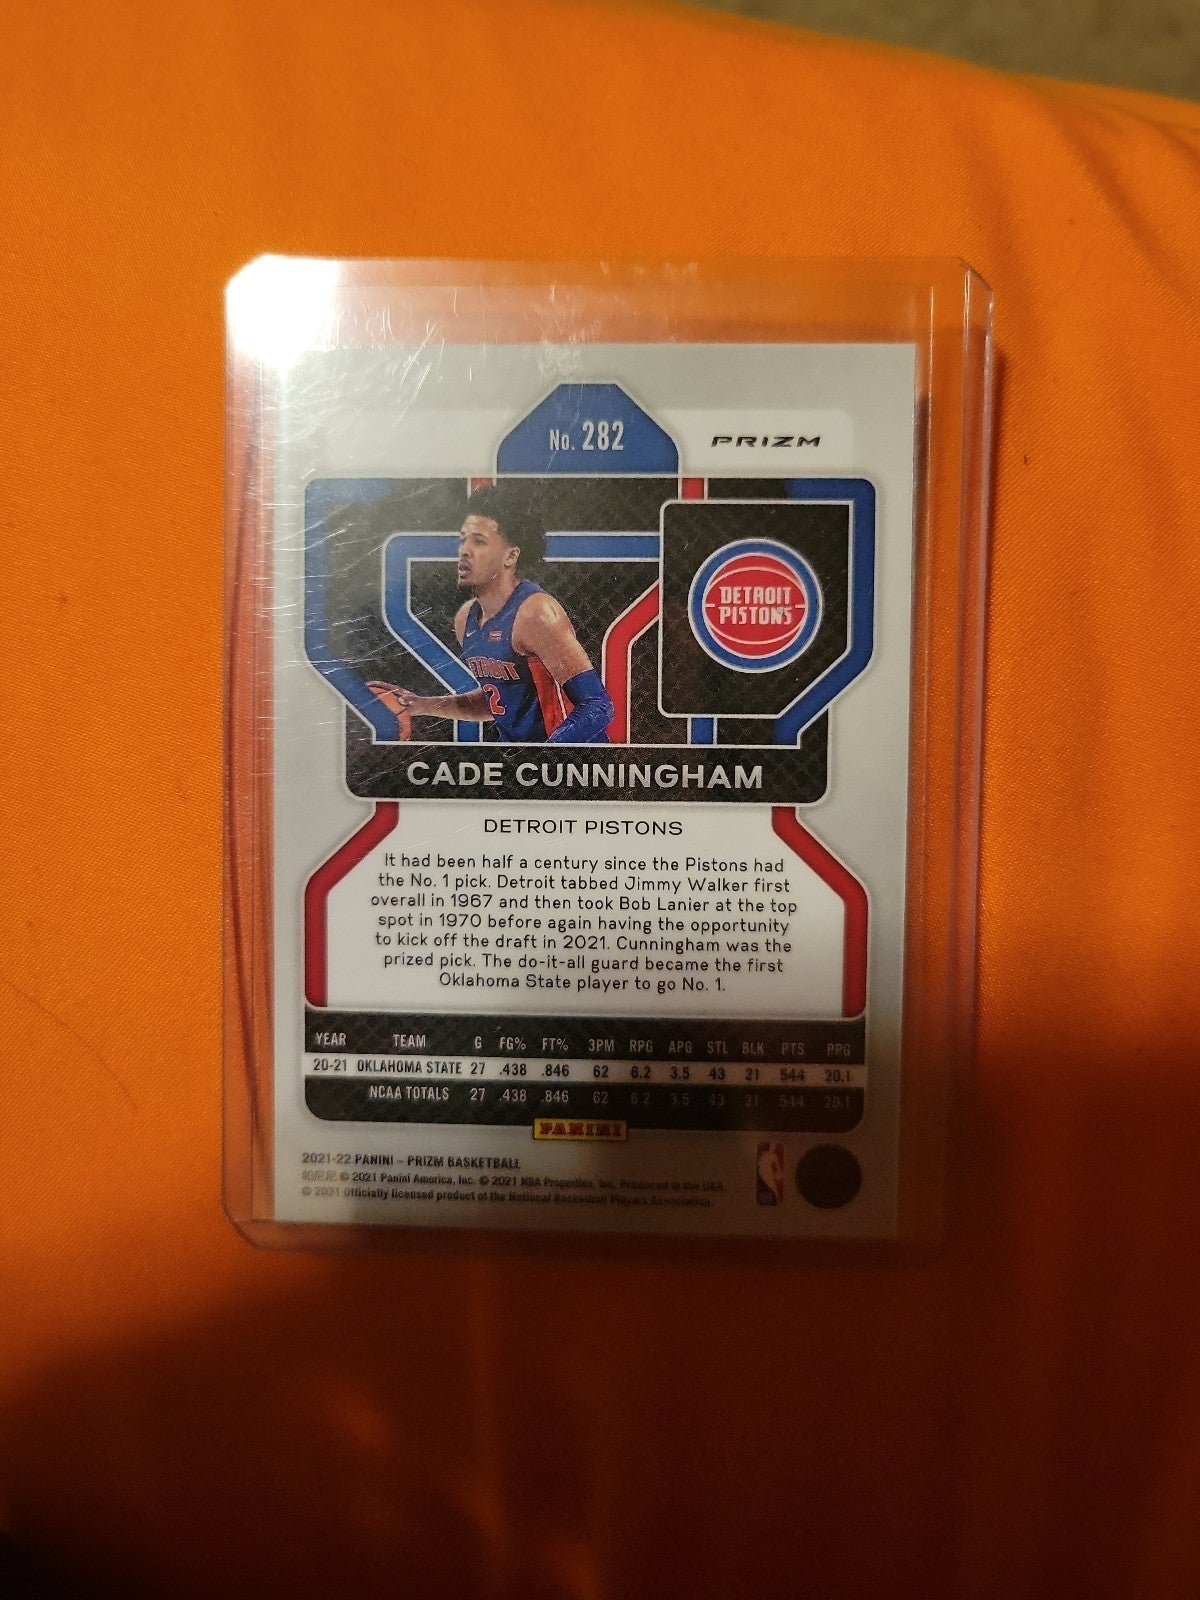 No. 282
PRIZM
DETROIT
PISTONS
DETROIT
2
CADE CUNNINGHAM
DETROIT PISTONS
It had been half a century since the Pistons had
the No. 1 pick. Detroit tabbed Jimmy Walker first
overall in 1967 and then took Bob Lanier at the top
spot in 1970 before again having the opportunity
to kick off the draft in 2021. Cunningham was the
prized pick. The do-it-all guard became the first
Oklahoma State player to go No. 1.
YEAR TEAM G FG% FT% 3PM RPG APG STL BLK PTS PPG
20-21 OKLAHOMA STATE 27 .438 .846 62 6.2 3.5 43 21 544 20.1
NCAA TOTALS 27 .438 .846 62 6.2 3.5 43 21 544 20.1
PANINI
2021-22 PANINI – PRIZM BASKETBALL
© 2021 Panini America, Inc. © 2021 NBA Properties, Inc. Produced in the USA.
© 2021 Officially licensed product of the National Basketball Players Association.